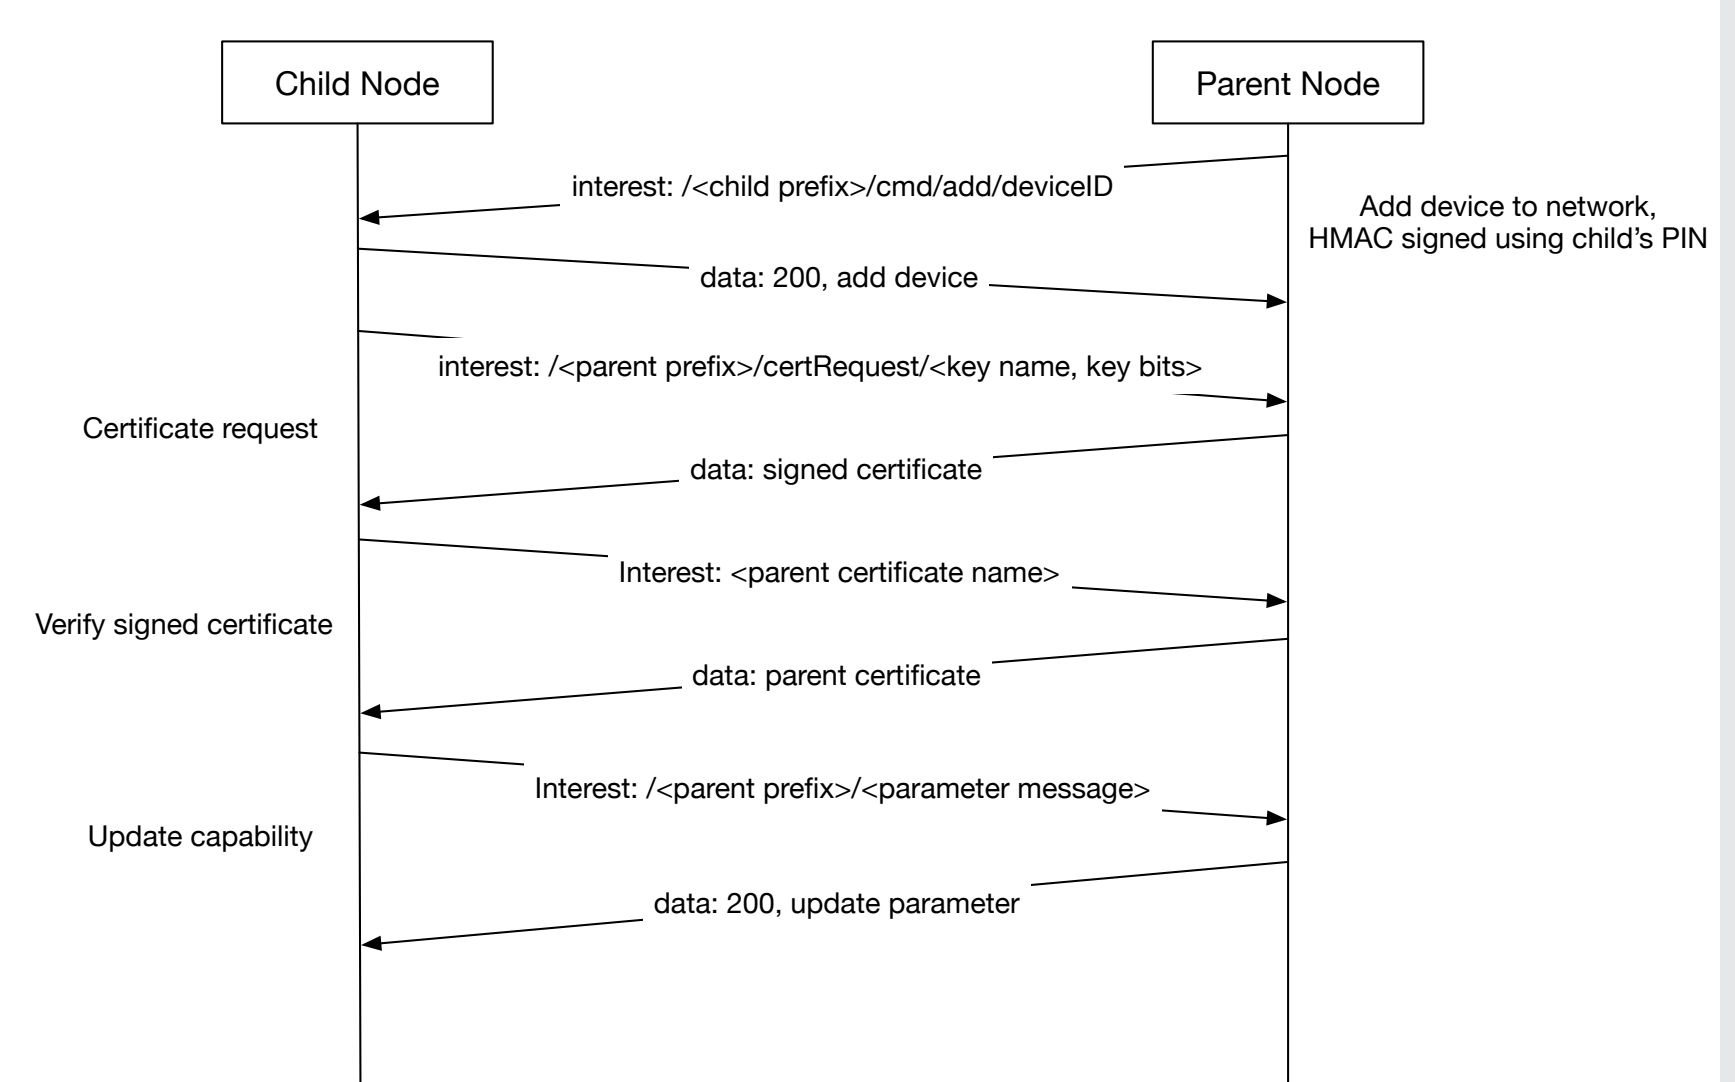 Child Node
Parent Node
interest: /<child prefix>/cmd/add/deviceID
Add device to network,
HMAC signed using child’s PIN
data: 200, add device
interest: /<parent prefix>/certRequest/<key name, key bits>
Certificate request
data: signed certificate
Interest: <parent certificate name>
Verify signed certificate
data: parent certificate
Interest: /<parent prefix>/<parameter message>
Update capability
data: 200, update parameter